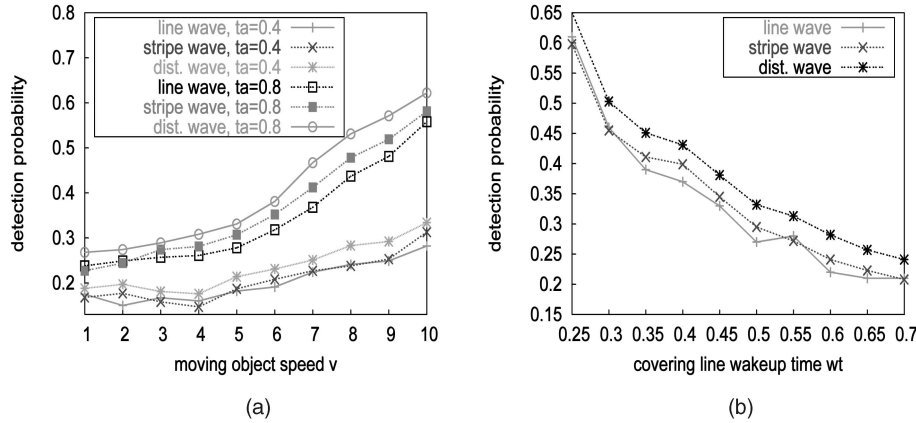 0.8
0.7
0.6
0.5
0.4
0.3
0.2
detection probability
line wave, ta=0.4
stripe wave, ta=0.4
dist. wave, ta=0.4
line wave, ta=0.8
stripe wave, ta=0.8
dist. wave, ta=0.8
1 2 3 4 5 6 7 8 9 10
moving object speed v
(a)
0.65
0.6
0.55
0.5
0.45
0.4
0.35
0.3
0.25
0.2
0.15
detection probability
line wave
stripe wave
dist. wave
0.25 0.3 0.35 0.4 0.45 0.5 0.55 0.6 0.65 0.7
covering line wakeup time wt
(b)